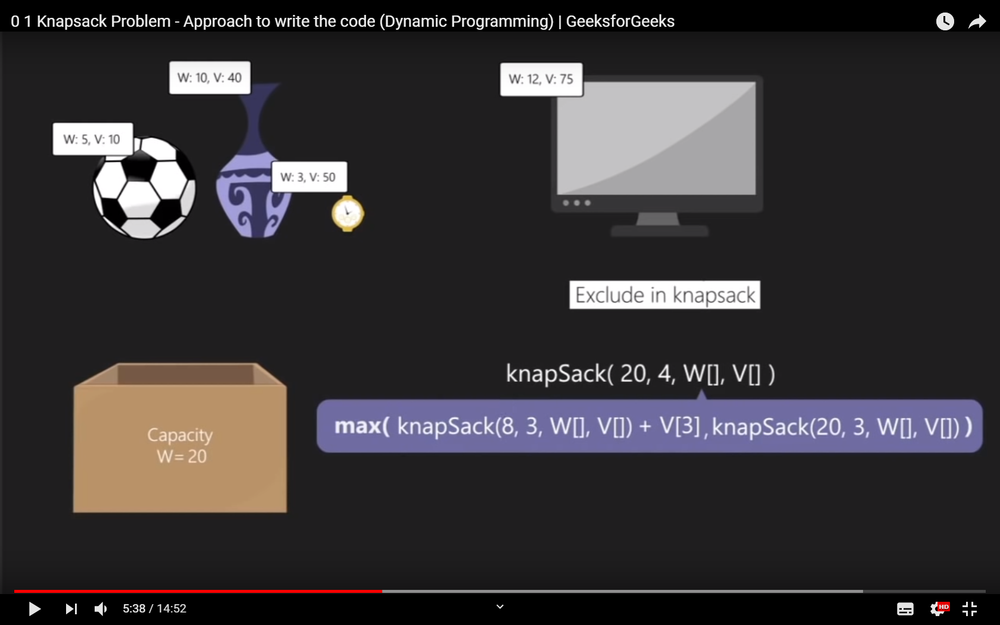 0 1 Knapsack Problem - Approach to write the code (Dynamic Programming) | GeeksforGeeks
W: 10, V: 40
W: 12, V: 75
W: 5, V: 10
W: 3, V: 50
Exclude in knapsack
knapSack( 20, 4, W[], V[] )
max( knapSack(8, 3, W[], V[]) + V[3] , knapSack(20, 3, W[], V[]) )
Capacity
W= 20
5:38 / 14:52
HD